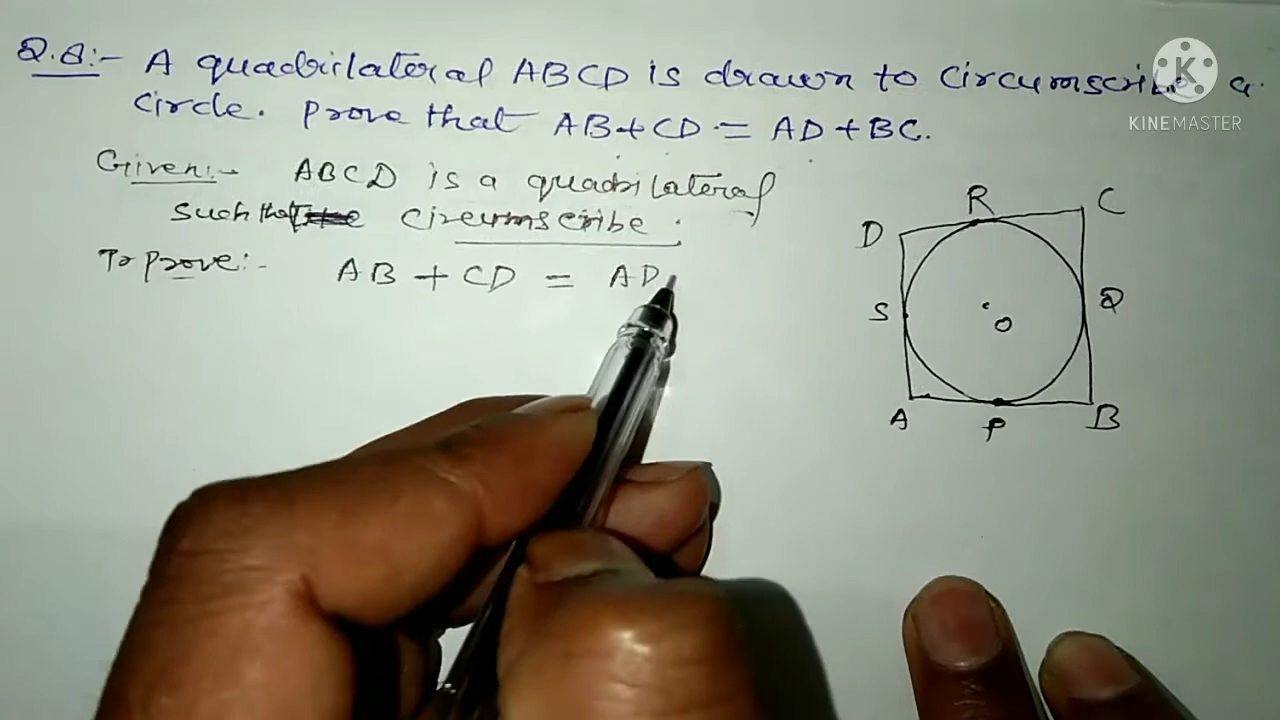 Q.8:- A quadrilateral ABCD is drawn to circumscribe a
circle. Prove that AB+CD = AD+BC.
Given:- ABCD is a quadrilateral
such that circumscribe.
To prove:- AB + CD = AD
R
C
D
S
Q
O
A
P
B
K
KINEMASTER